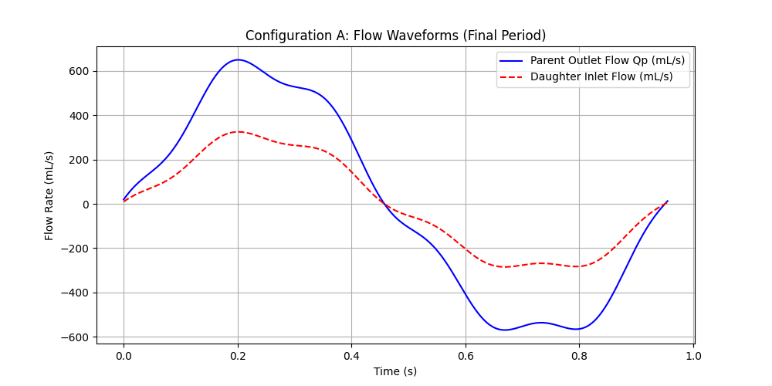 Configuration A: Flow Waveforms (Final Period)
Parent Outlet Flow Qp (mL/s)
Daughter Inlet Flow (mL/s)
Flow Rate (mL/s)
600
400
200
0
−200
−400
−600
0.0 0.2 0.4 0.6 0.8 1.0
Time (s)